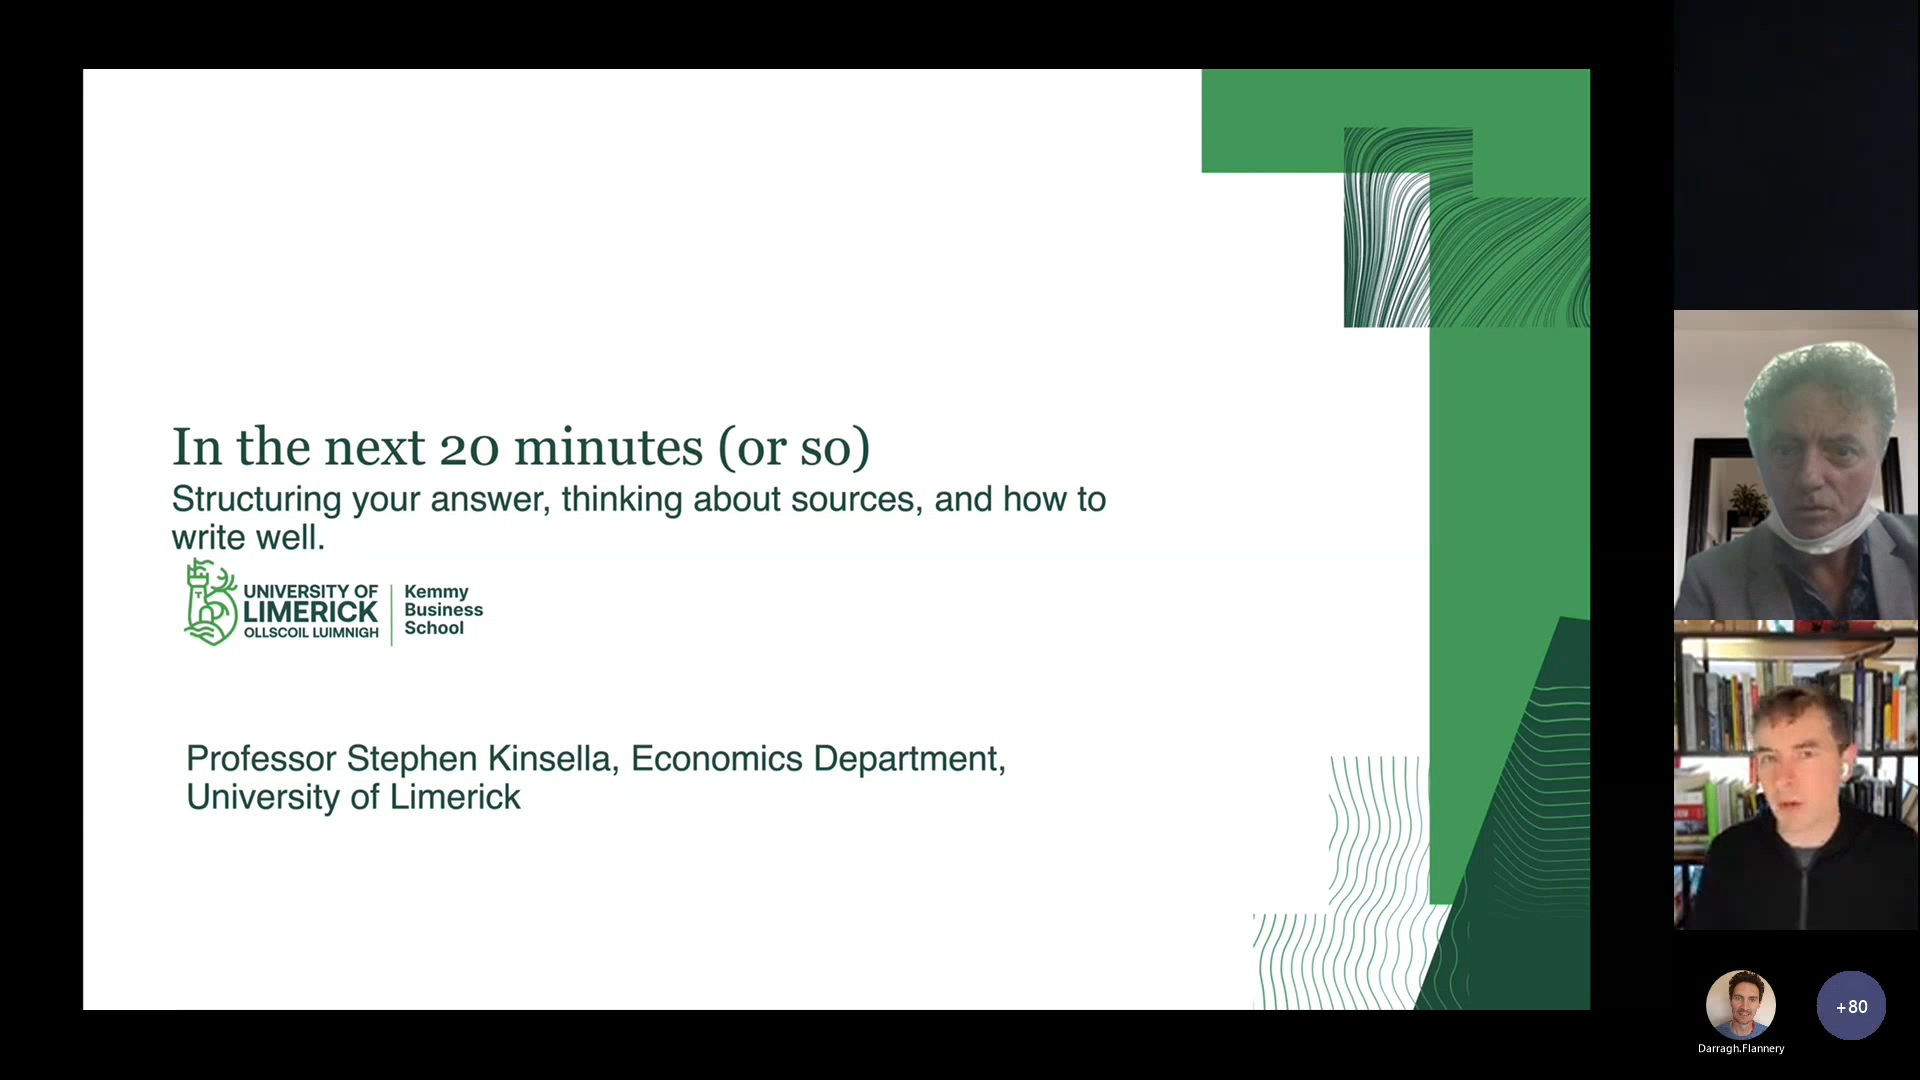 In the next 20 minutes (or so)
Structuring your answer, thinking about sources, and how to
write well.
UNIVERSITY OF
LIMERICK
OLLSCOIL LUIMNIGH
Kemmy
Business
School
Professor Stephen Kinsella, Economics Department,
University of Limerick
Darragh.Flannery
+80